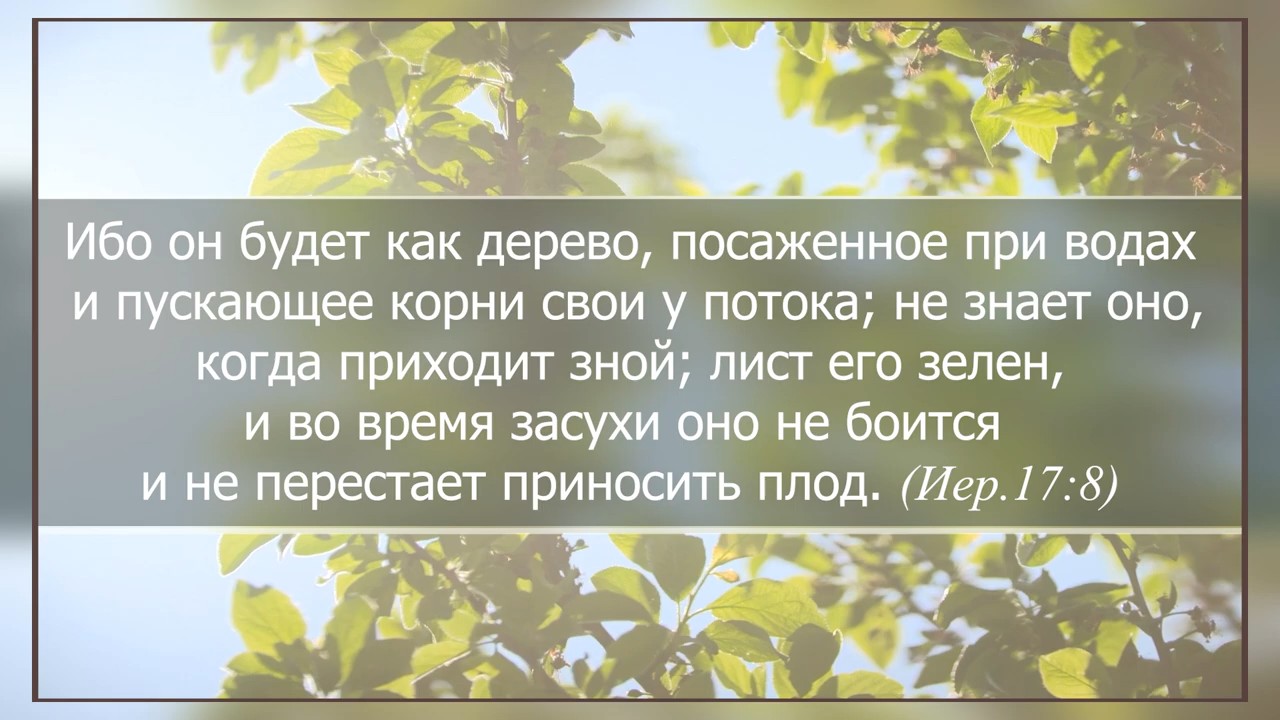 Ибо он будет как дерево, посаженное при водах
и пускающее корни свои у потока; не знает оно,
когда приходит зной; лист его зелен,
и во время засухи оно не боится
и не перестает приносить плод. (Иер.17:8)